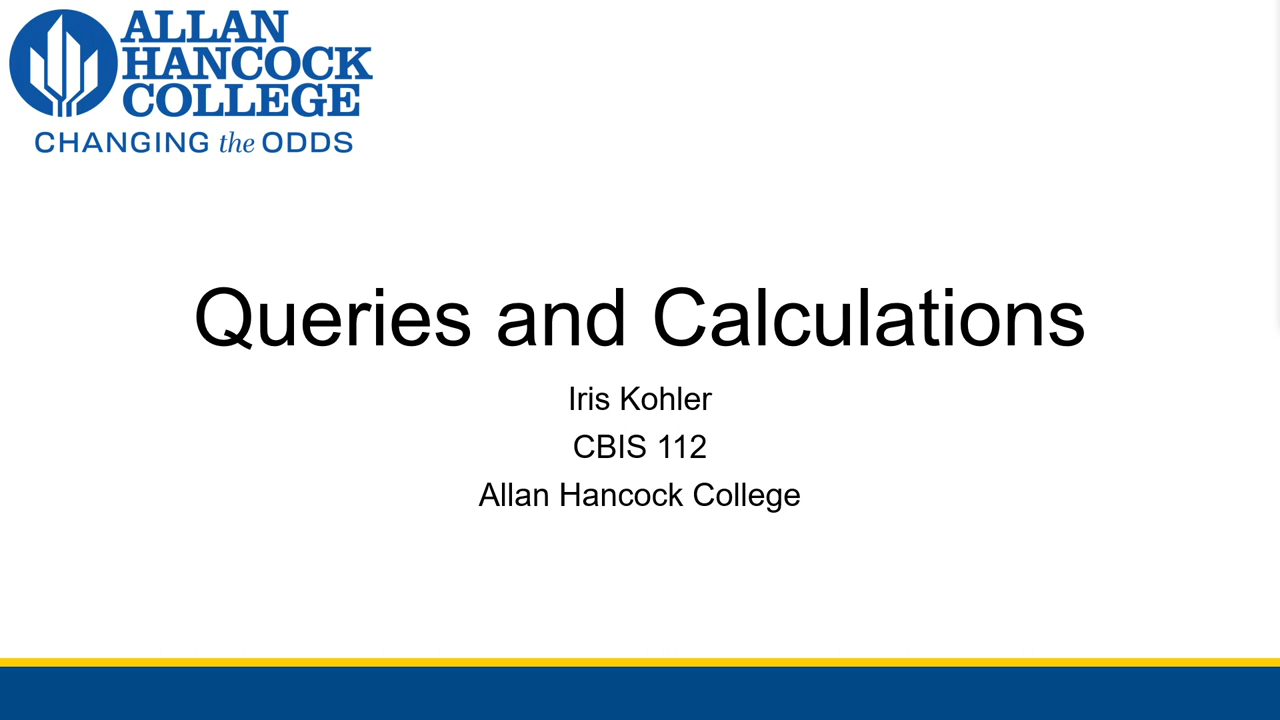 ALLAN
HANCOCK
COLLEGE
CHANGING the ODDS
Queries and Calculations
Iris Kohler
CBIS 112
Allan Hancock College